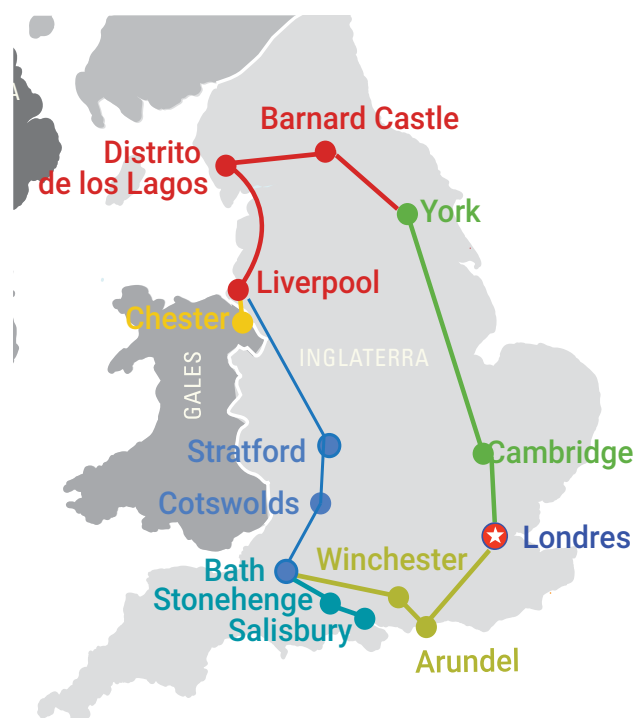 A
Barnard Castle
Distrito
de los Lagos
York
Liverpool
Chester
INGLATERRA
GALES
Stratford
Cambridge
Cotswolds
Londres
Winchester
Bath
Stonehenge
Salisbury
Arundel